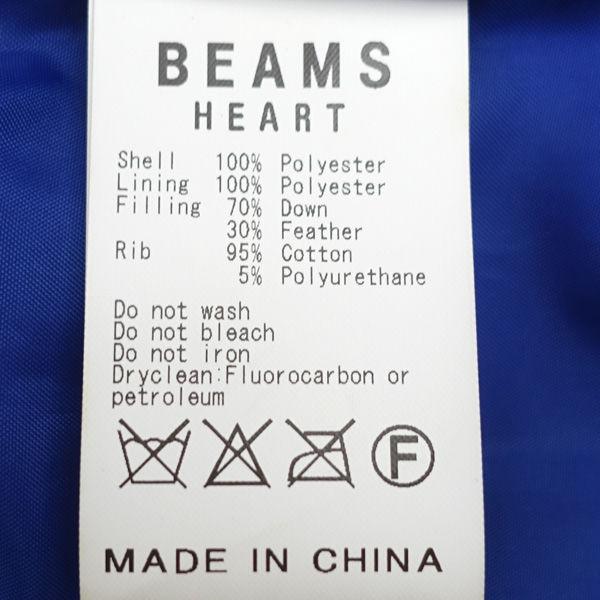 BEAMS
HEART
Shell 100% Polyester
Lining 100% Polyester
Filling 70% Down
30% Feather
Rib 95% Cotton
5% Polyurethane
Do not wash
Do not bleach
Do not iron
Dryclean:Fluorocarbon or
petroleum
F
MADE IN CHINA